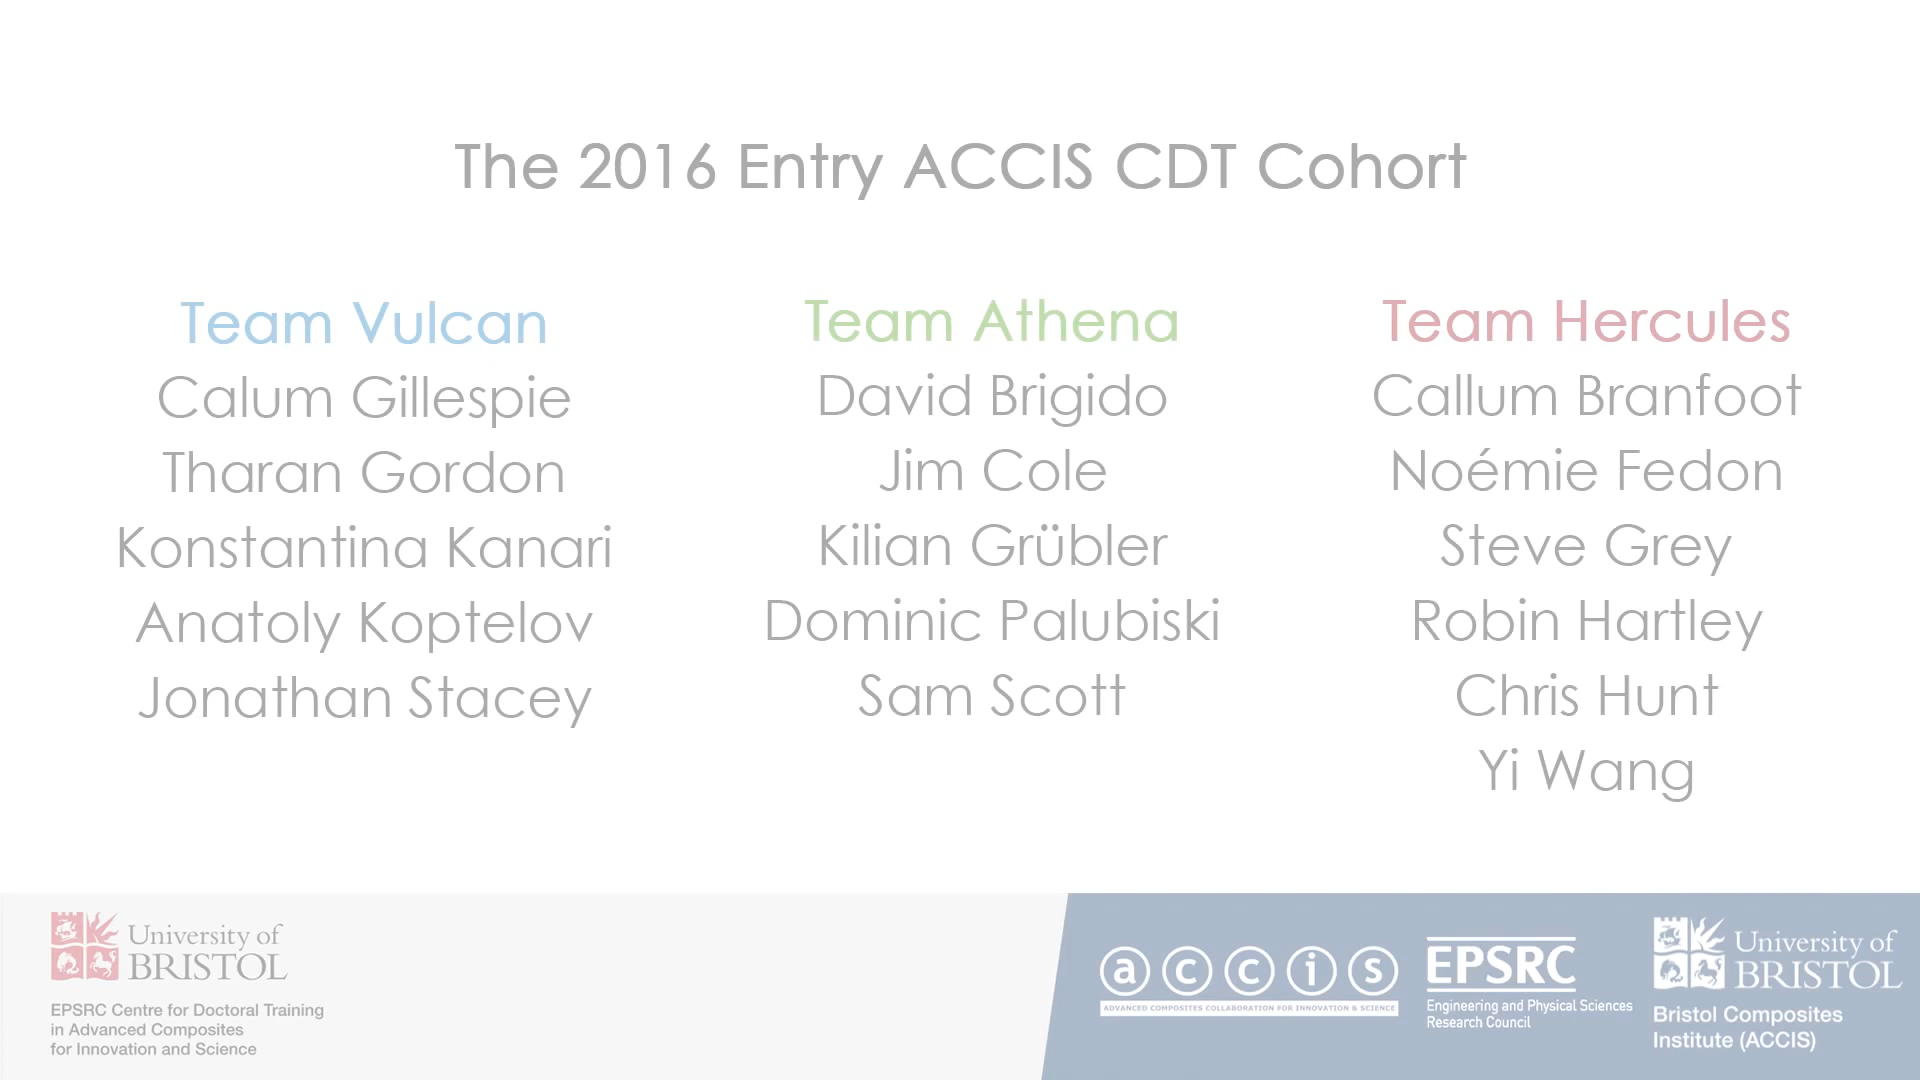 The 2016 Entry ACCIS CDT Cohort
Team Vulcan
Calum Gillespie
Tharan Gordon
Konstantina Kanari
Anatoly Koptelov
Jonathan Stacey
Team Athena
David Brigido
Jim Cole
Kilian Grübler
Dominic Palubiski
Sam Scott
Team Hercules
Callum Branfoot
Noémie Fedon
Steve Grey
Robin Hartley
Chris Hunt
Yi Wang
University of
BRISTOL
EPSRC Centre for Doctoral Training
in Advanced Composites
for Innovation and Science
accis
ADVANCED COMPOSITES COLLABORATION FOR INNOVATION & SCIENCE
EPSRC
Engineering and Physical Sciences
Research Council
University of
BRISTOL
Bristol Composites
Institute (ACCIS)